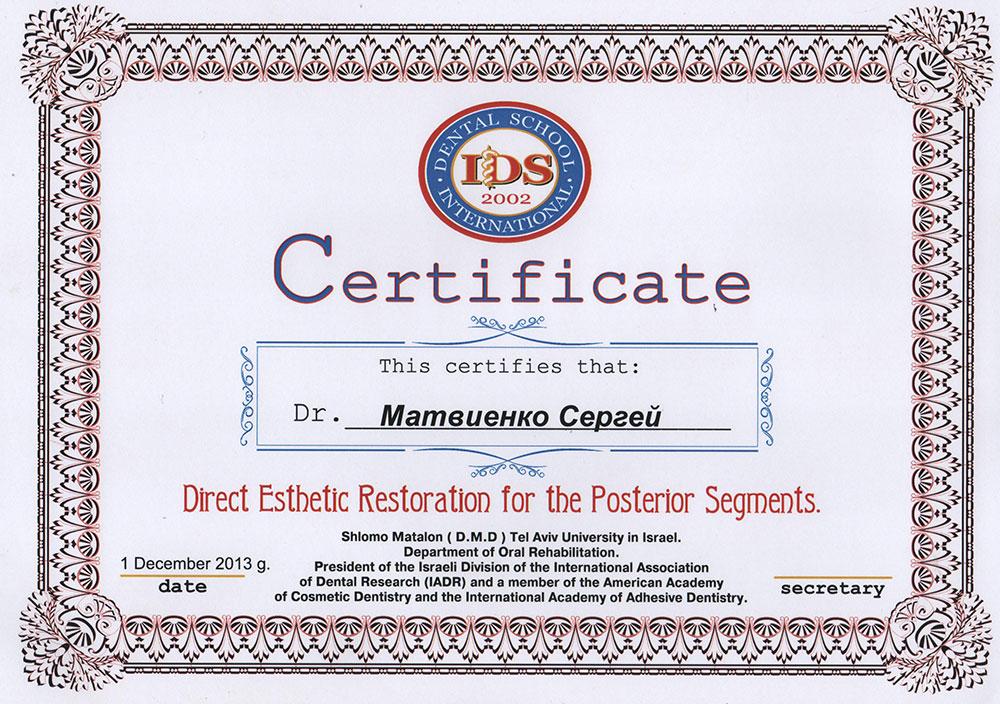 DENTAL SCHOOL
IDS
2002
INTERNATIONAL
Certificate
This certifies that:
Dr. Матвиенко Сергей
Direct Esthetic Restoration for the Posterior Segments.
Shlomo Matalon ( D.M.D ) Tel Aviv University in Israel.
Department of Oral Rehabilitation.
President of the Israeli Division of the International Association
of Dental Research (IADR) and a member of the American Academy
of Cosmetic Dentistry and the International Academy of Adhesive Dentistry.
1 December 2013 g.
date
secretary